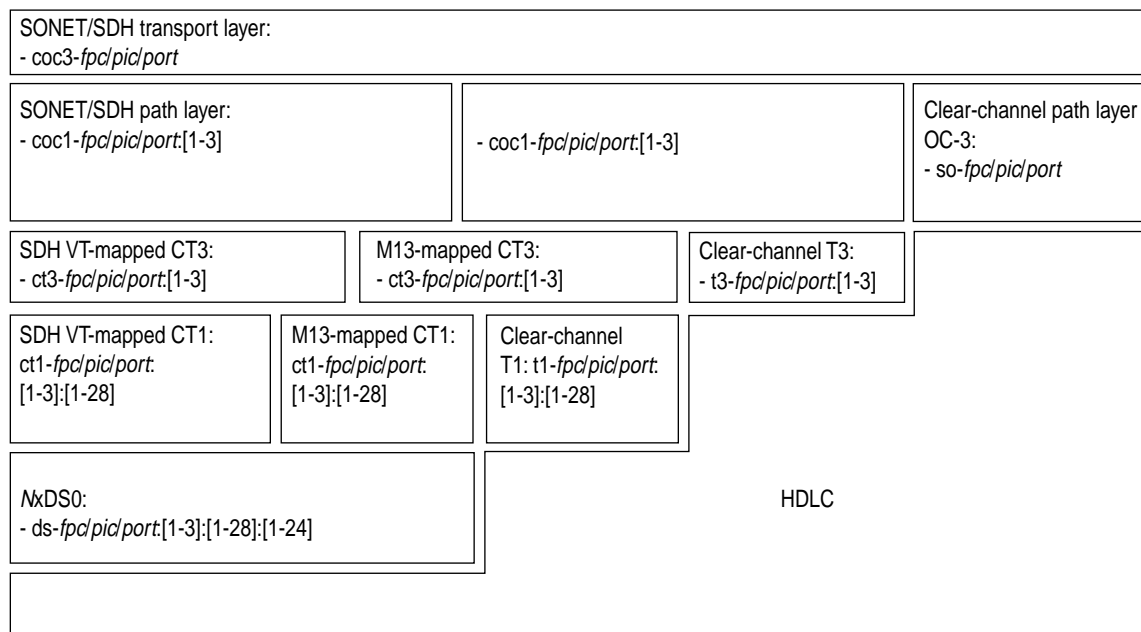 SONET/SDH transport layer:
- coc3-fpc/pic/port
SONET/SDH path layer:
- coc1-fpc/pic/port:[1-3]
- coc1-fpc/pic/port:[1-3]
Clear-channel path layer
OC-3:
- so-fpc/pic/port
SDH VT-mapped CT3:
- ct3-fpc/pic/port:[1-3]
M13-mapped CT3:
- ct3-fpc/pic/port:[1-3]
Clear-channel T3:
- t3-fpc/pic/port:[1-3]
SDH VT-mapped CT1:
ct1-fpc/pic/port:
[1-3]:[1-28]
M13-mapped CT1:
ct1-fpc/pic/port:
[1-3]:[1-28]
Clear-channel
T1: t1-fpc/pic/port:
[1-3]:[1-28]
NxDS0:
- ds-fpc/pic/port:[1-3]:[1-28]:[1-24]
HDLC